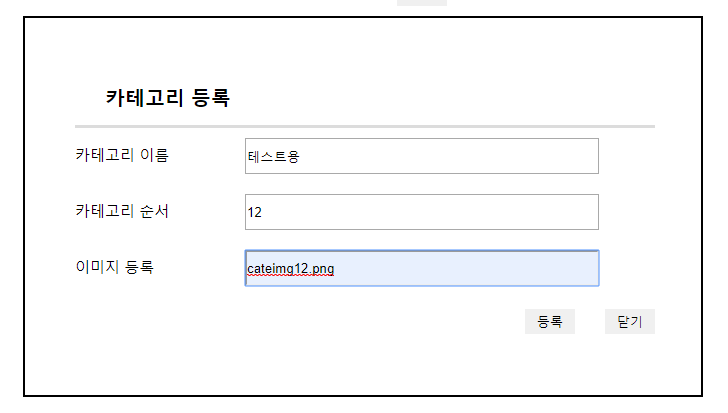 카테고리 등록
카테고리 이름 테스트용
카테고리 순서 12
이미지 등록 cateimg12.png
등록 닫기